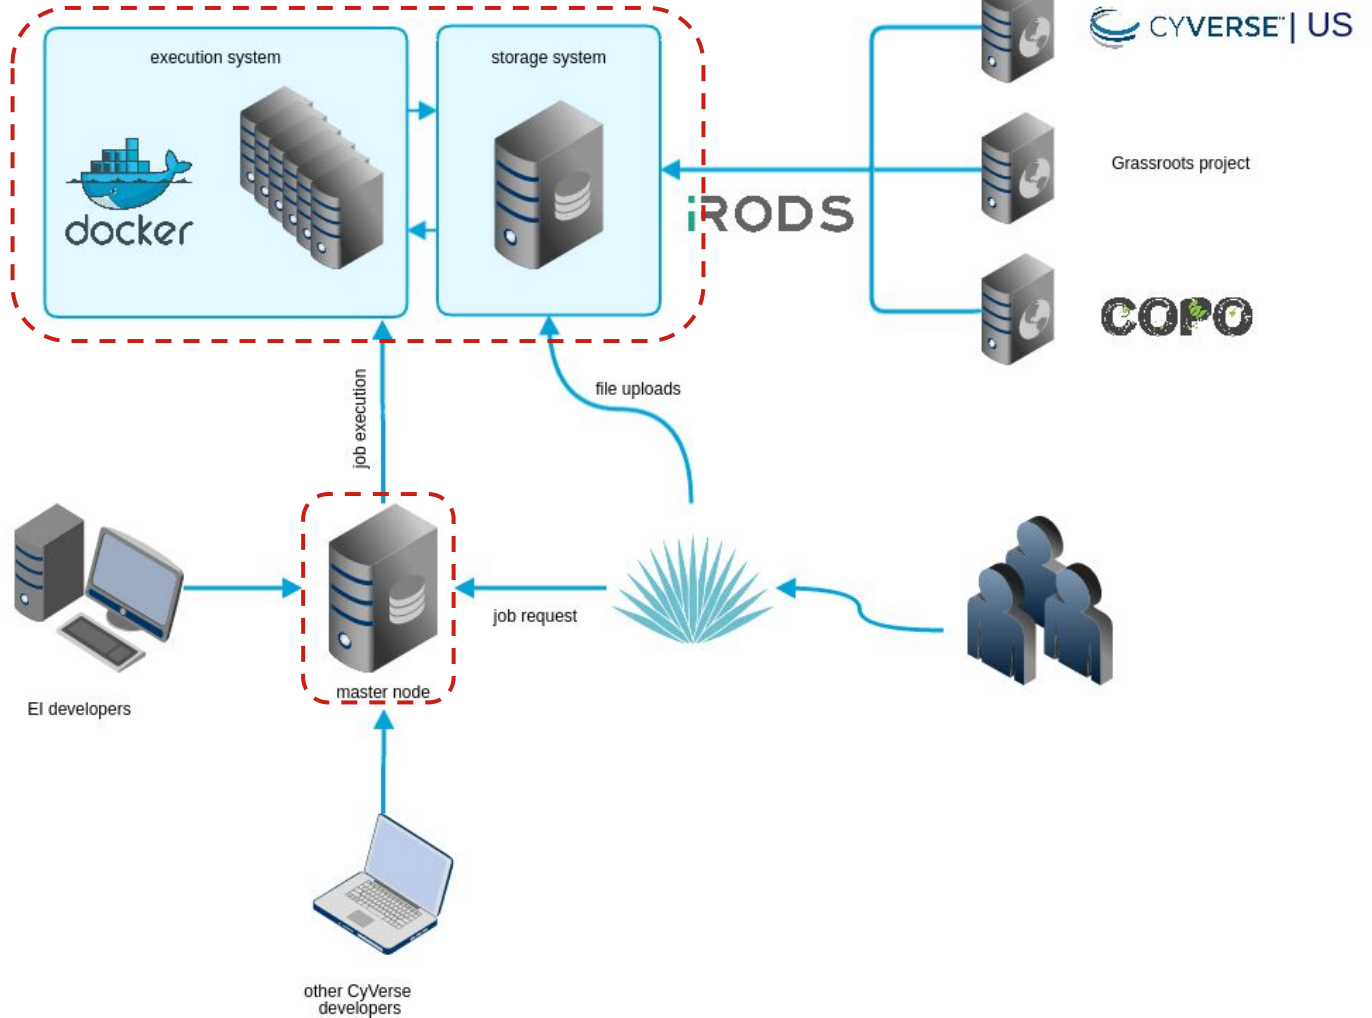 execution system
storage system
CYVERSE | US
docker
Grassroots project
iRODS
COPO
job execution
file uploads
job request
master node
EI developers
other CyVerse
developers